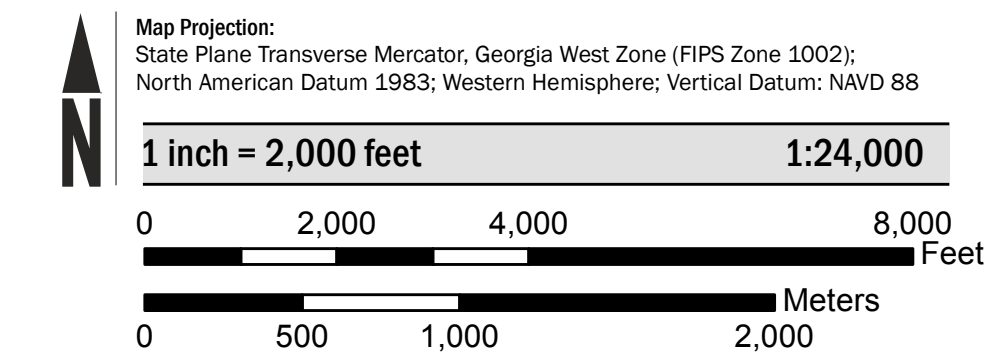 Map Projection:
State Plane Transverse Mercator, Georgia West Zone (FIPS Zone 1002);
North American Datum 1983; Western Hemisphere; Vertical Datum: NAVD 88
N
1 inch = 2,000 feet 1:24,000
0 2,000 4,000 8,000
Feet
Meters
0 500 1,000 2,000